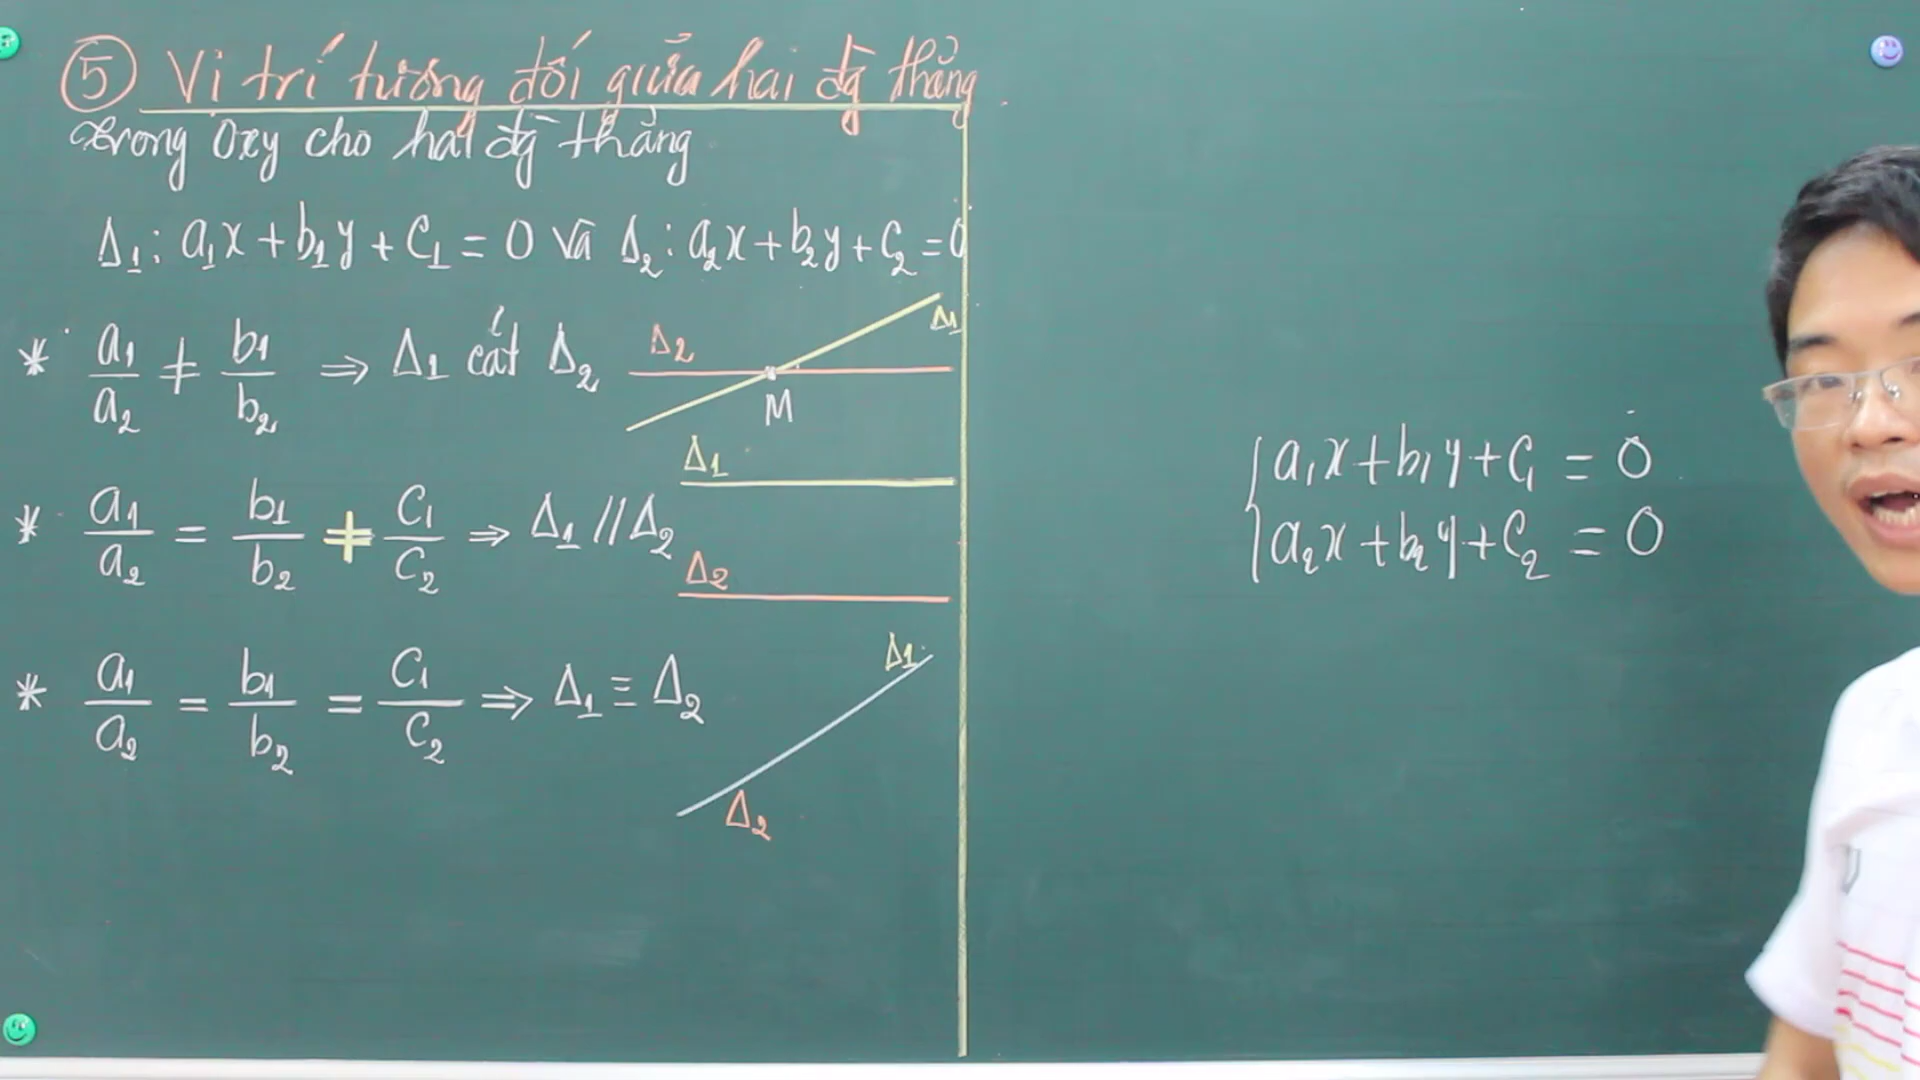 ⑤ Vị trí tương đối giữa hai đg thẳng
Trong Oxy cho hai đg thẳng
Δ₁: a₁x + b₁y + C₁ = 0 và Δ₂: a₂x + b₂y + C₂ = 0
* a₁/a₂ ≠ b₁/b₂ ⇒ Δ₁ cắt Δ₂
Δ₂
Δ₁
M
* a₁/a₂ = b₁/b₂ ≠ C₁/C₂ ⇒ Δ₁ // Δ₂
Δ₁
Δ₂
* a₁/a₂ = b₁/b₂ = C₁/C₂ ⇒ Δ₁ ≡ Δ₂
Δ₁
Δ₂
a₁x + b₁y + C₁ = 0
a₂x + b₂y + C₂ = 0